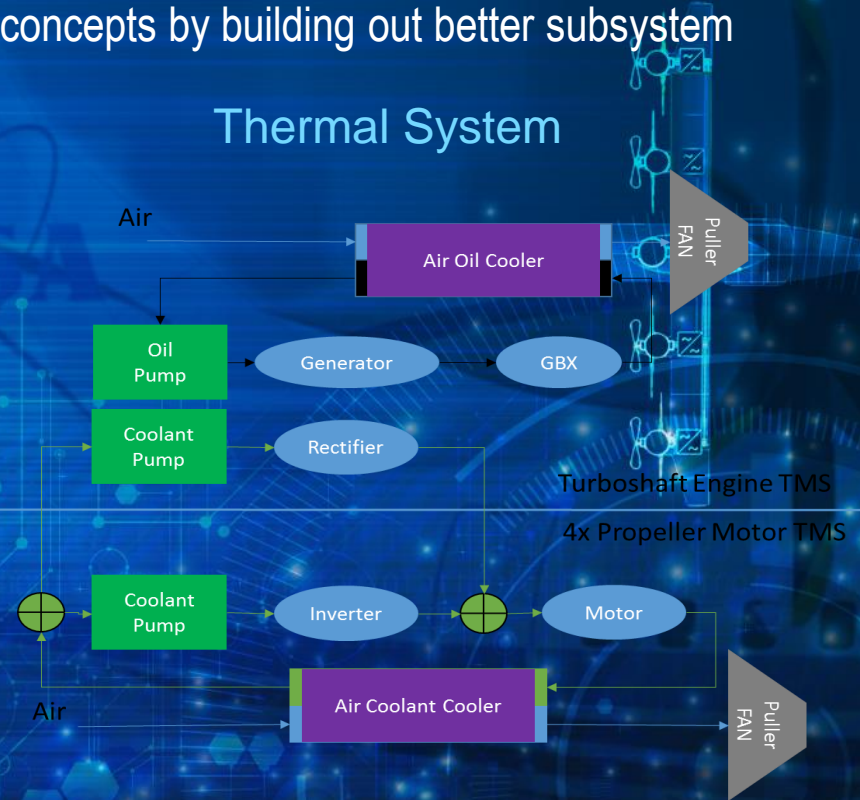 concepts by building out better subsystem
Thermal System
Air
Air Oil Cooler
Puller
FAN
Oil
Pump
Generator
GBX
Coolant
Pump
Rectifier
Turboshaft Engine TMS
4x Propeller Motor TMS
Coolant
Pump
Inverter
Motor
Air Coolant Cooler
Air
Puller
FAN